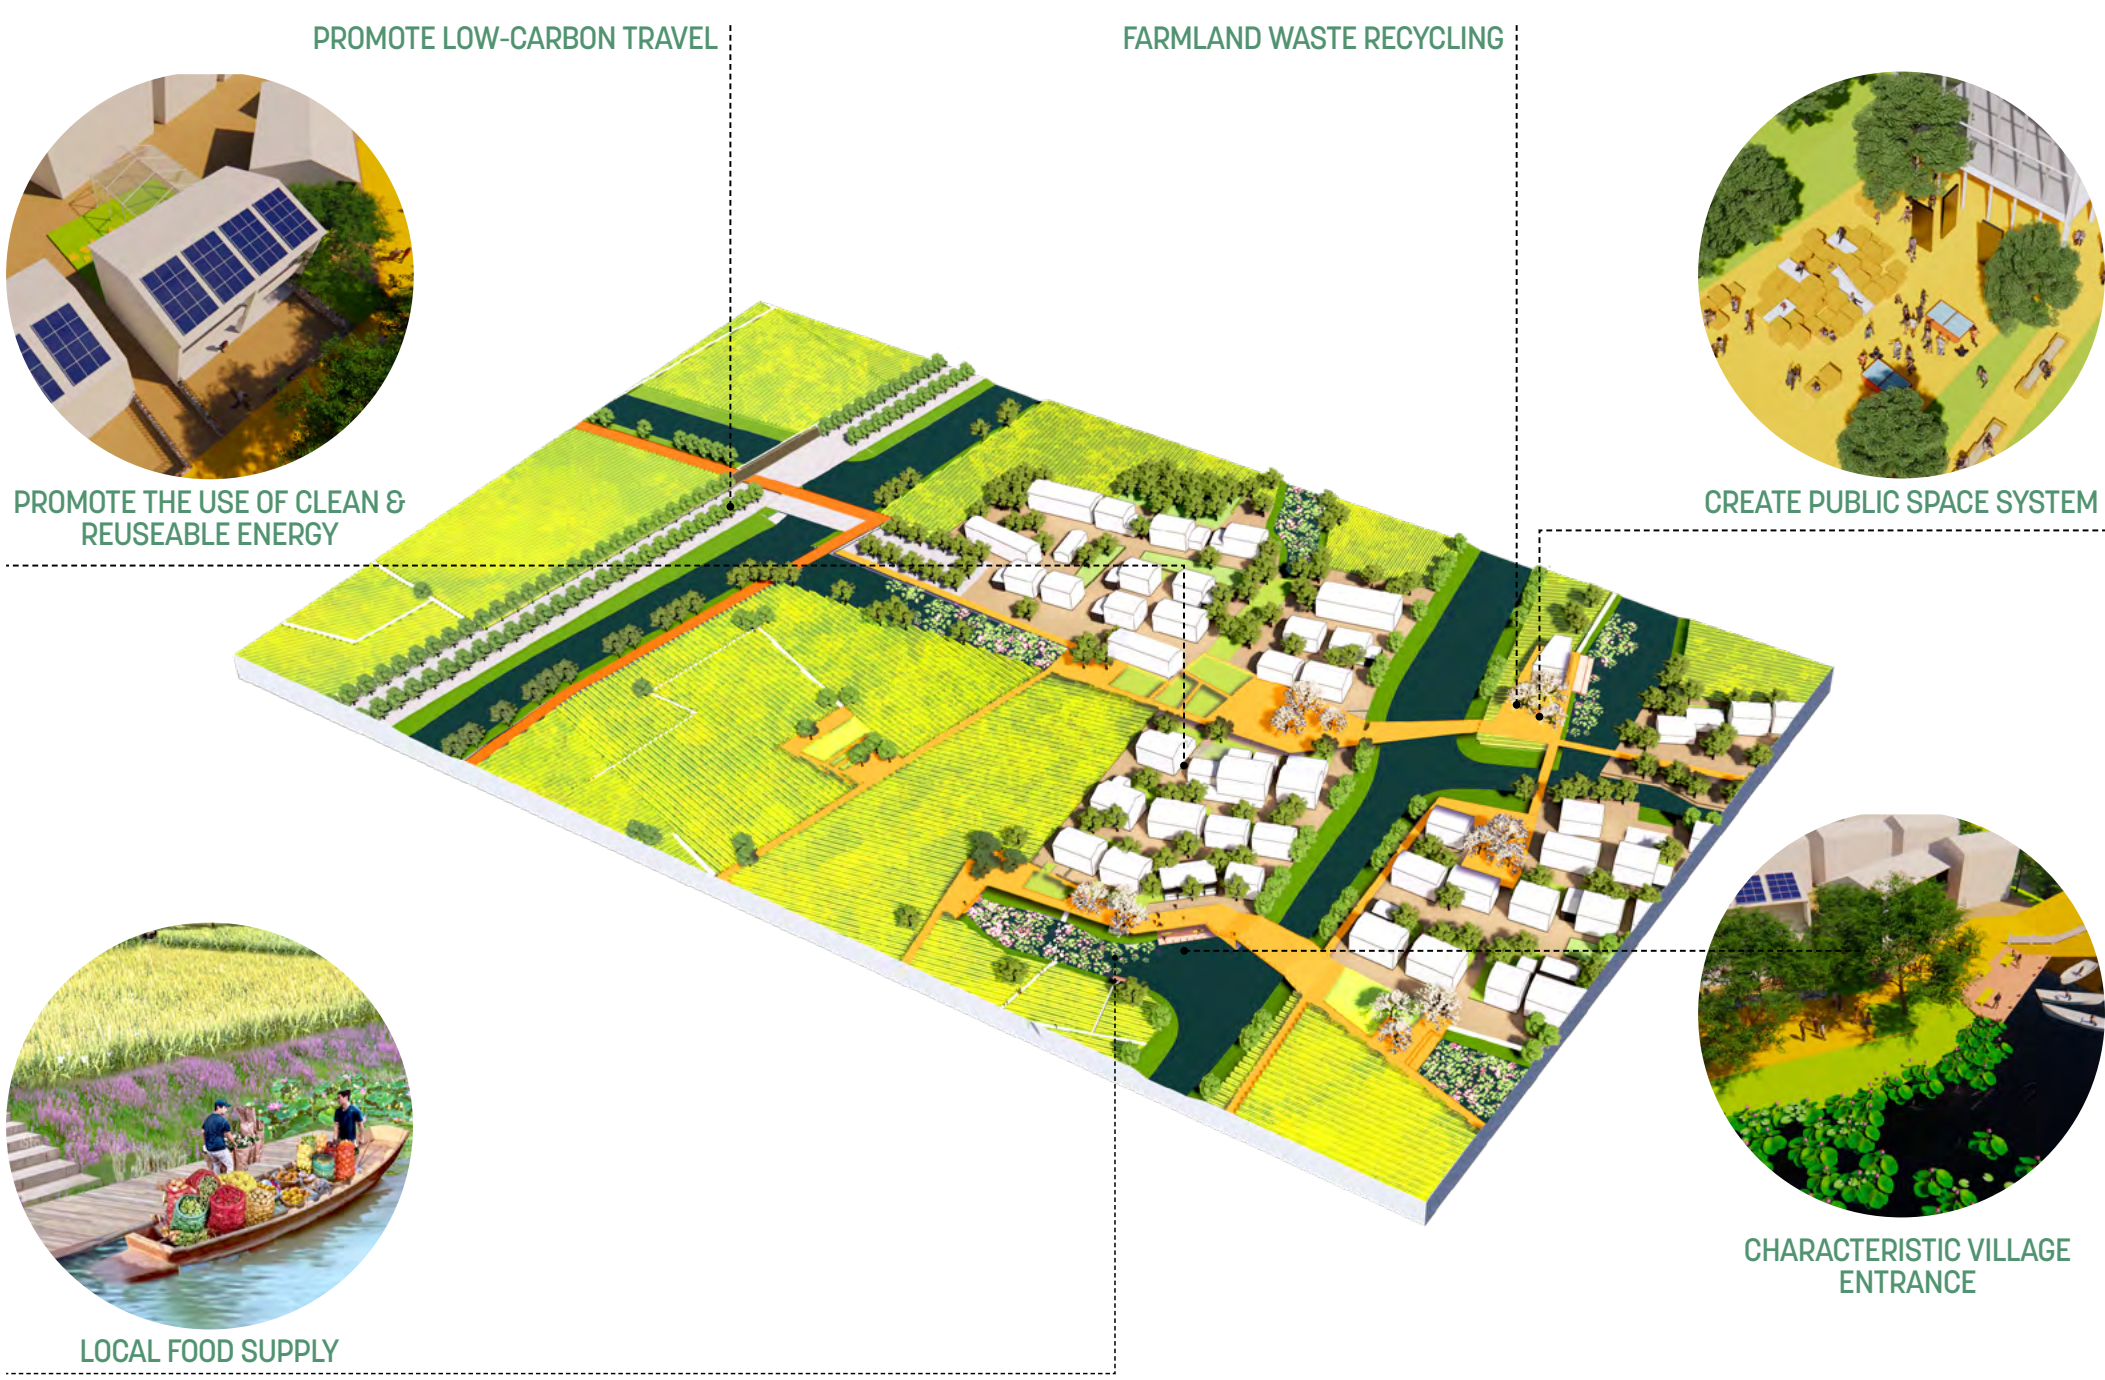 PROMOTE LOW-CARBON TRAVEL
FARMLAND WASTE RECYCLING
PROMOTE THE USE OF CLEAN &
REUSEABLE ENERGY
CREATE PUBLIC SPACE SYSTEM
CHARACTERISTIC VILLAGE
ENTRANCE
LOCAL FOOD SUPPLY